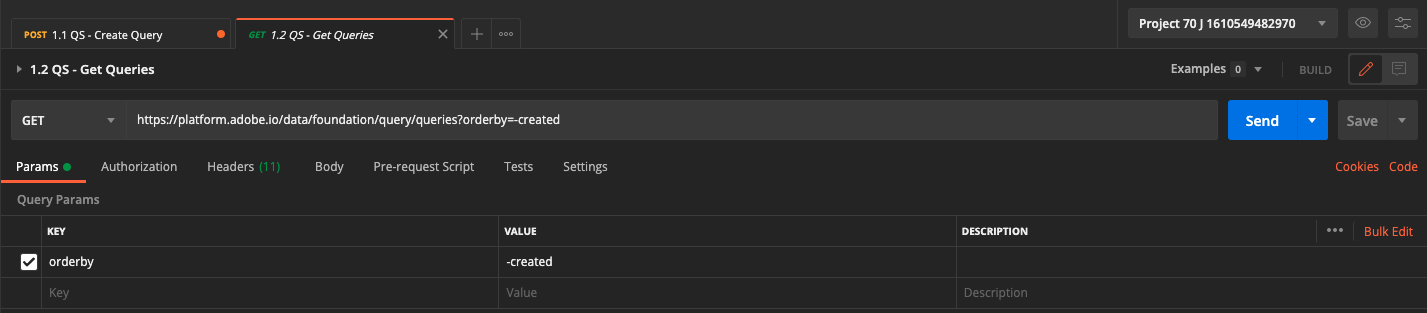 POST 1.1 QS - Create Query
GET 1.2 QS - Get Queries
Project 70 J 1610549482970
1.2 QS - Get Queries
Examples 0
BUILD
GET
https://platform.adobe.io/data/foundation/query/queries?orderby=-created
Send
Save
Params
Authorization
Headers (11)
Body
Pre-request Script
Tests
Settings
Cookies
Code
Query Params
KEY
VALUE
DESCRIPTION
Bulk Edit
orderby
-created
Key
Value
Description